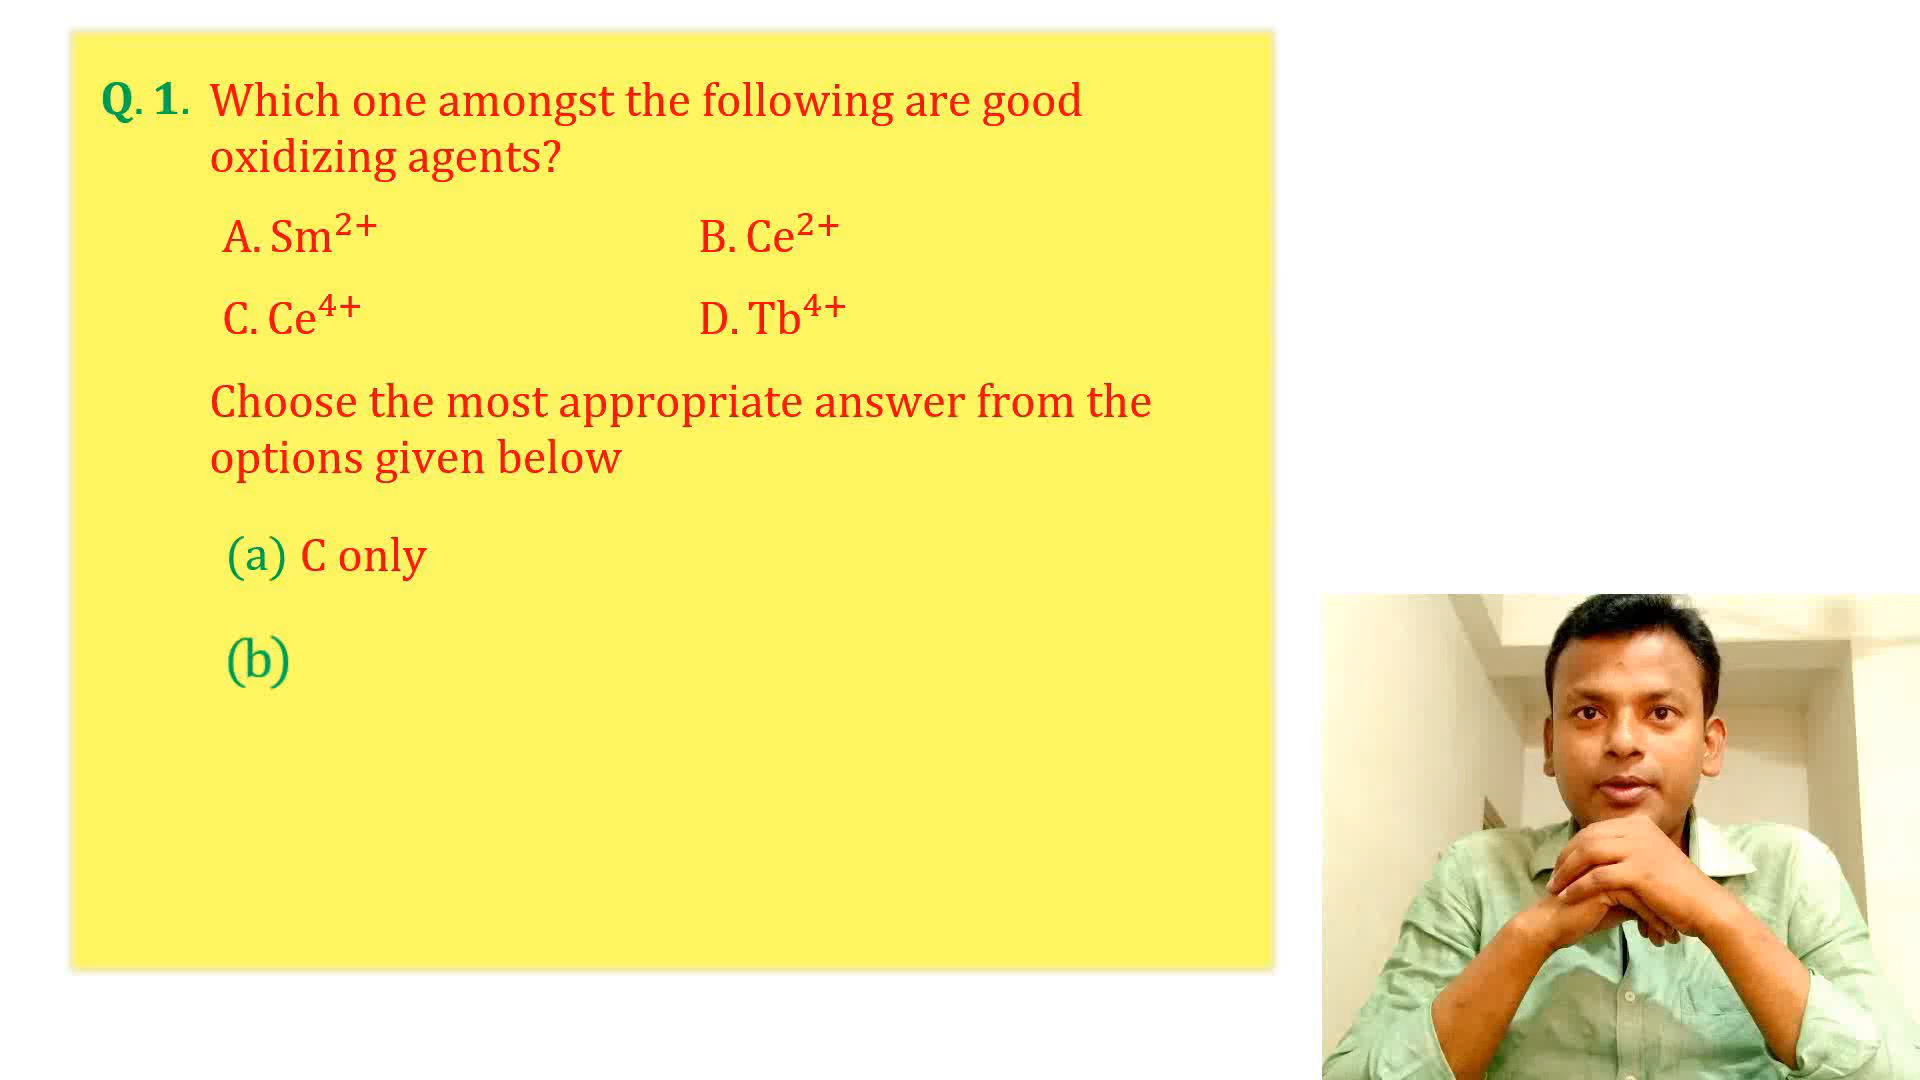 Q. 1. Which one amongst the following are good
oxidizing agents?
A. Sm²⁺ B. Ce²⁺
C. Ce⁴⁺ D. Tb⁴⁺
Choose the most appropriate answer from the
options given below
(a) C only
(b)